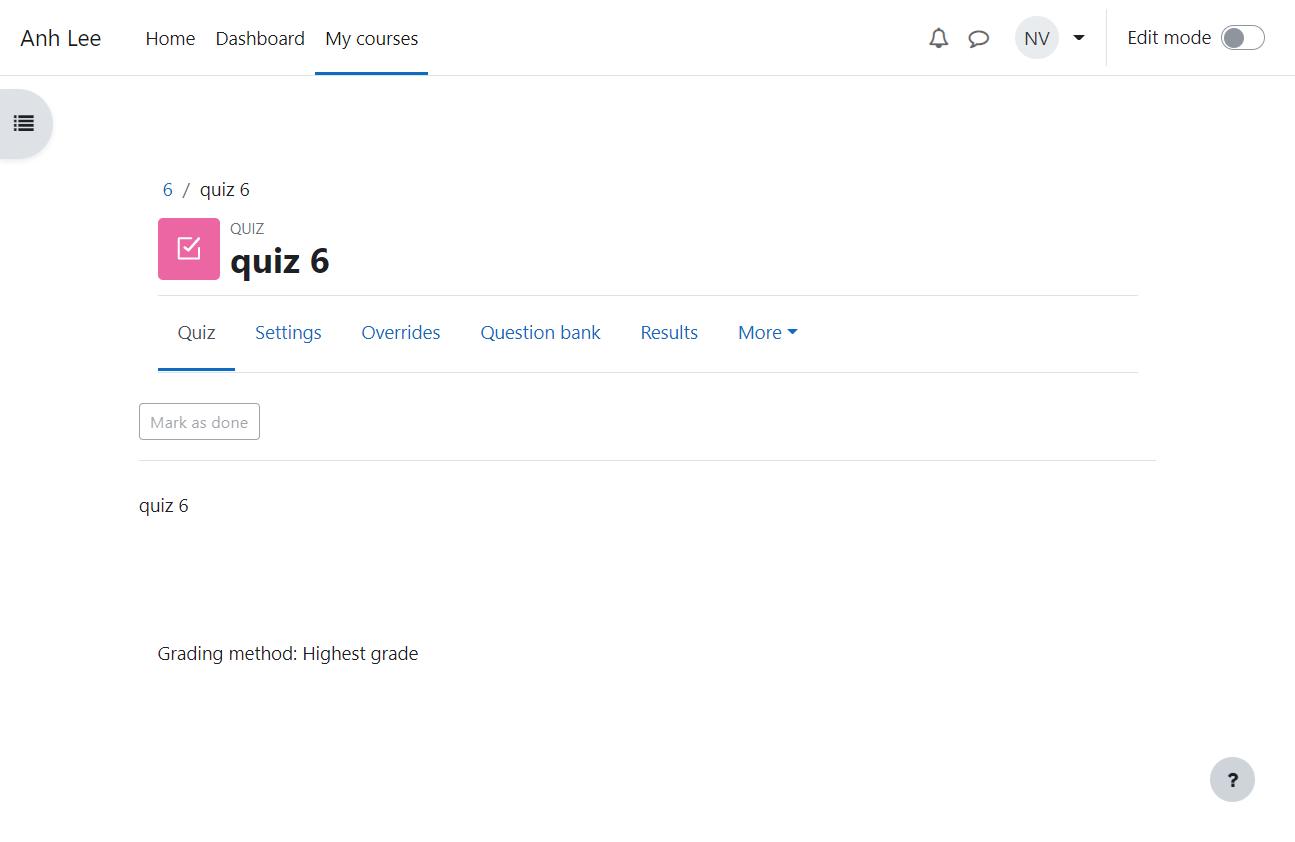 Anh Lee Home Dashboard My courses NV Edit mode
6 / quiz 6
QUIZ
quiz 6
Quiz Settings Overrides Question bank Results More
Mark as done
quiz 6
Grading method: Highest grade
?